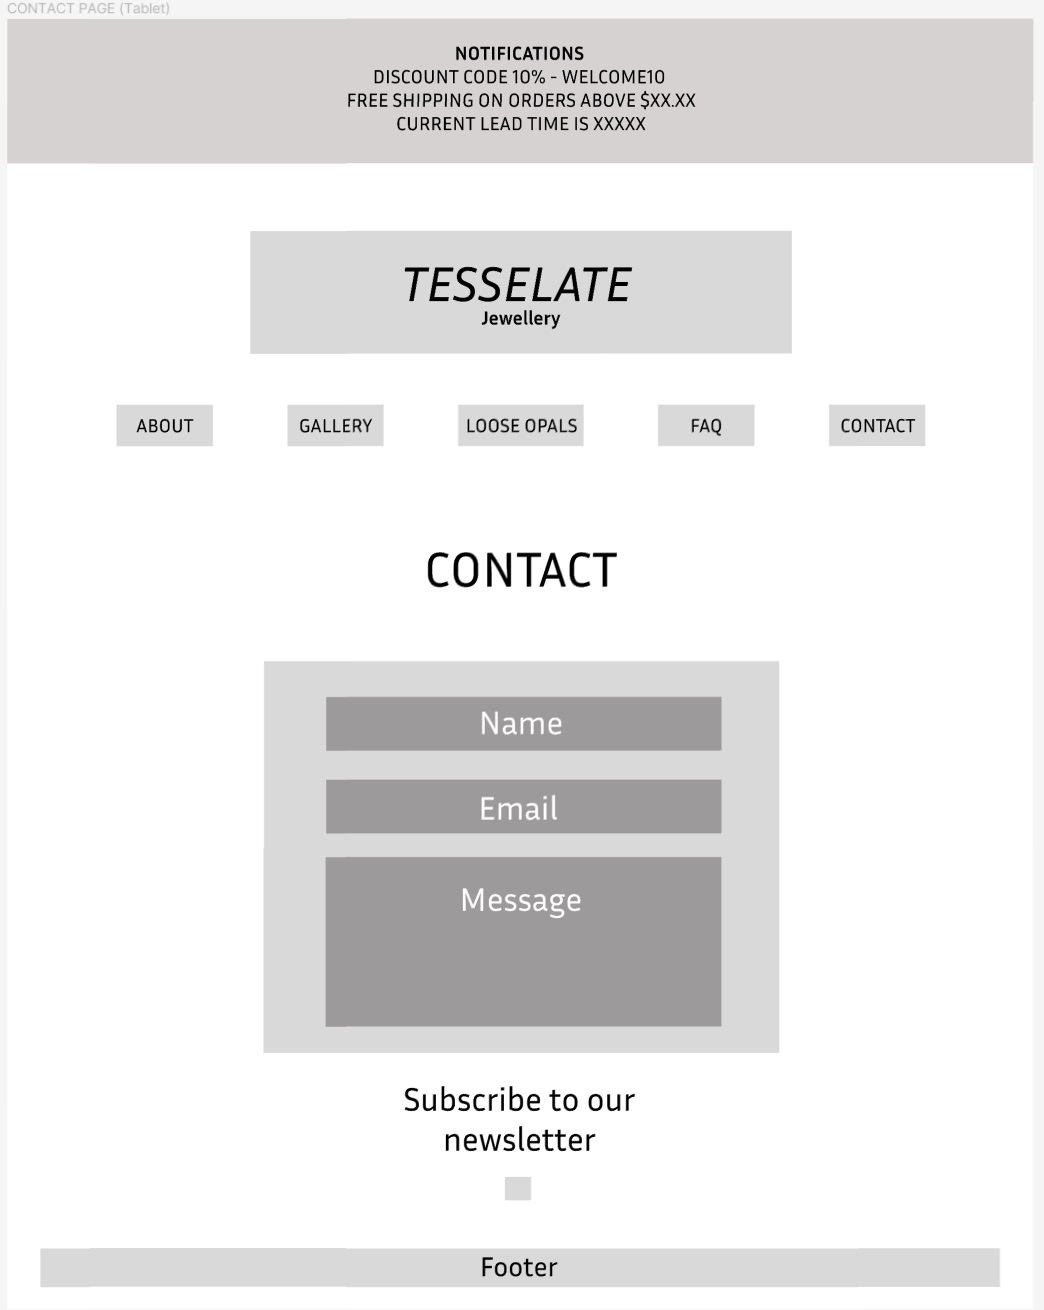 CONTACT PAGE (Tablet)
NOTIFICATIONS
DISCOUNT CODE 10% - WELCOME10
FREE SHIPPING ON ORDERS ABOVE $XX.XX
CURRENT LEAD TIME IS XXXXX
TESSELATE
Jewellery
ABOUT GALLERY LOOSE OPALS FAQ CONTACT
CONTACT
Name
Email
Message
Subscribe to our
newsletter
Footer